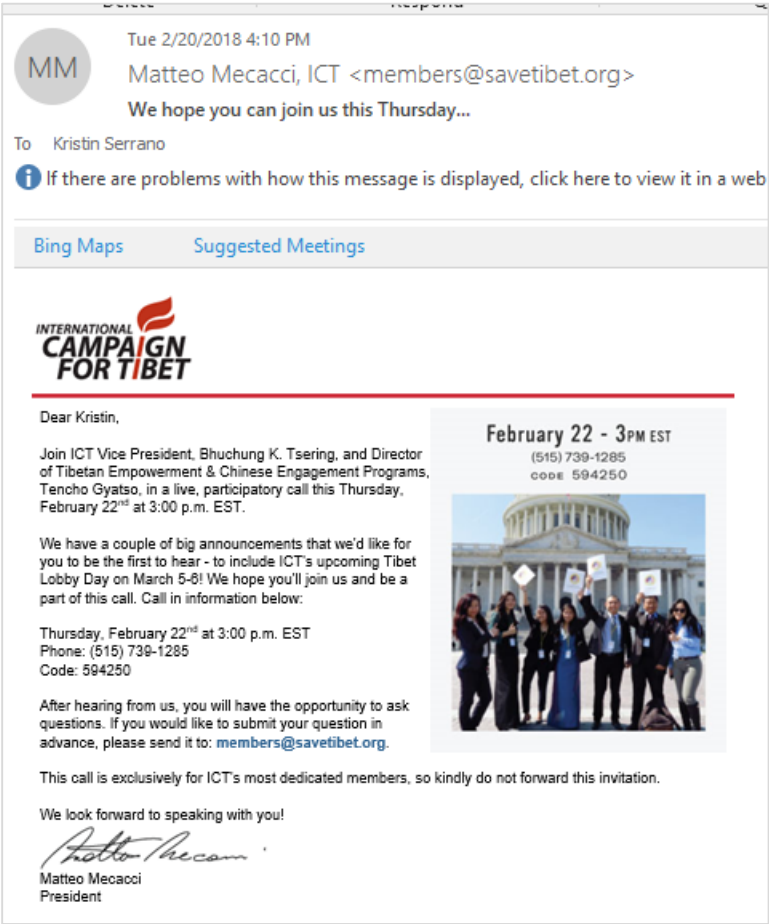 Delete Respond
Tue 2/20/2018 4:10 PM
MM
Matteo Mecacci, ICT <members@savetibet.org>
We hope you can join us this Thursday...
To Kristin Serrano
i If there are problems with how this message is displayed, click here to view it in a web
Bing Maps Suggested Meetings
INTERNATIONAL
CAMPAIGN
FOR TIBET
Dear Kristin,
Join ICT Vice President, Bhuchung K. Tsering, and Director
of Tibetan Empowerment & Chinese Engagement Programs,
Tencho Gyatso, in a live, participatory call this Thursday,
February 22nd at 3:00 p.m. EST.
We have a couple of big announcements that we'd like for
you to be the first to hear - to include ICT's upcoming Tibet
Lobby Day on March 5-6! We hope you'll join us and be a
part of this call. Call in information below:
Thursday, February 22nd at 3:00 p.m. EST
Phone: (515) 739-1285
Code: 594250
After hearing from us, you will have the opportunity to ask
questions. If you would like to submit your question in
advance, please send it to: members@savetibet.org.
February 22 - 3PM EST
(515) 739-1285
CODE 594250
This call is exclusively for ICT's most dedicated members, so kindly do not forward this invitation.
We look forward to speaking with you!
Matteo Mecacci
Matteo Mecacci
President